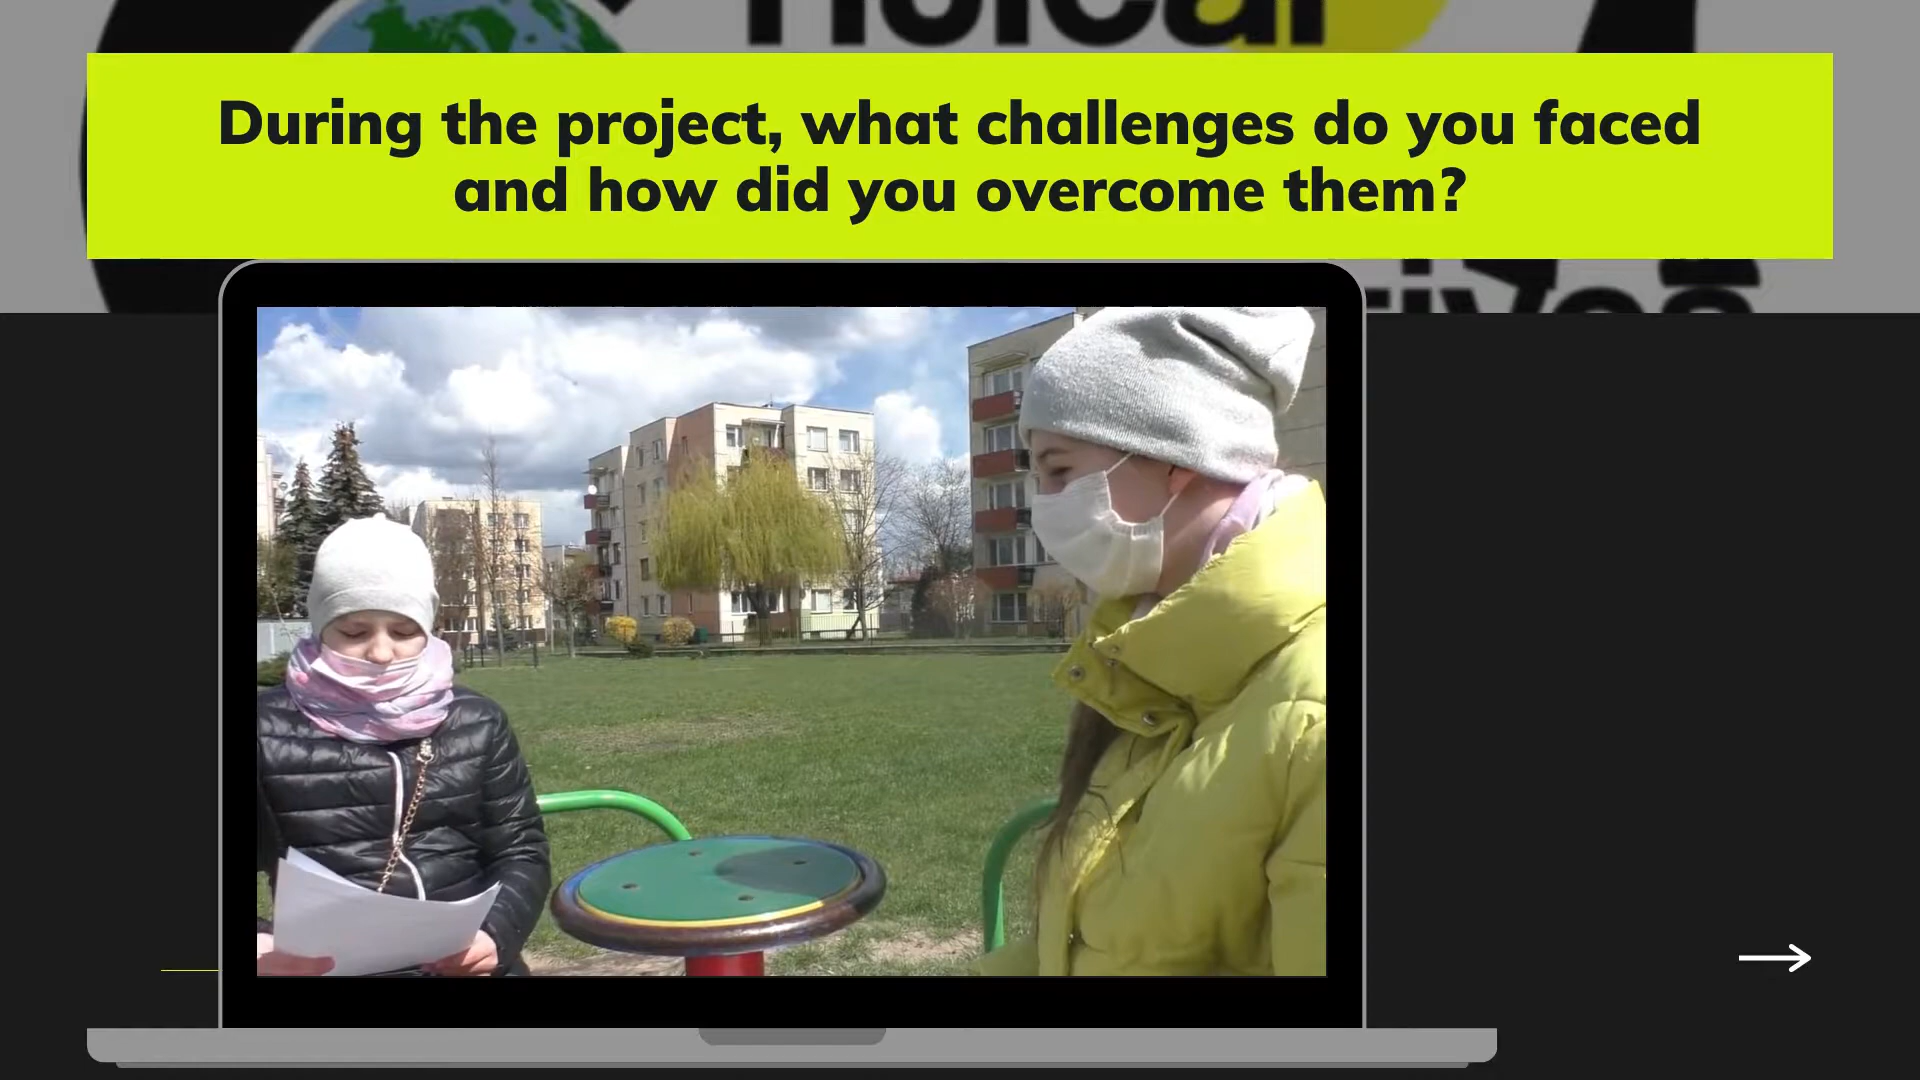 During the project, what challenges do you faced
and how did you overcome them?